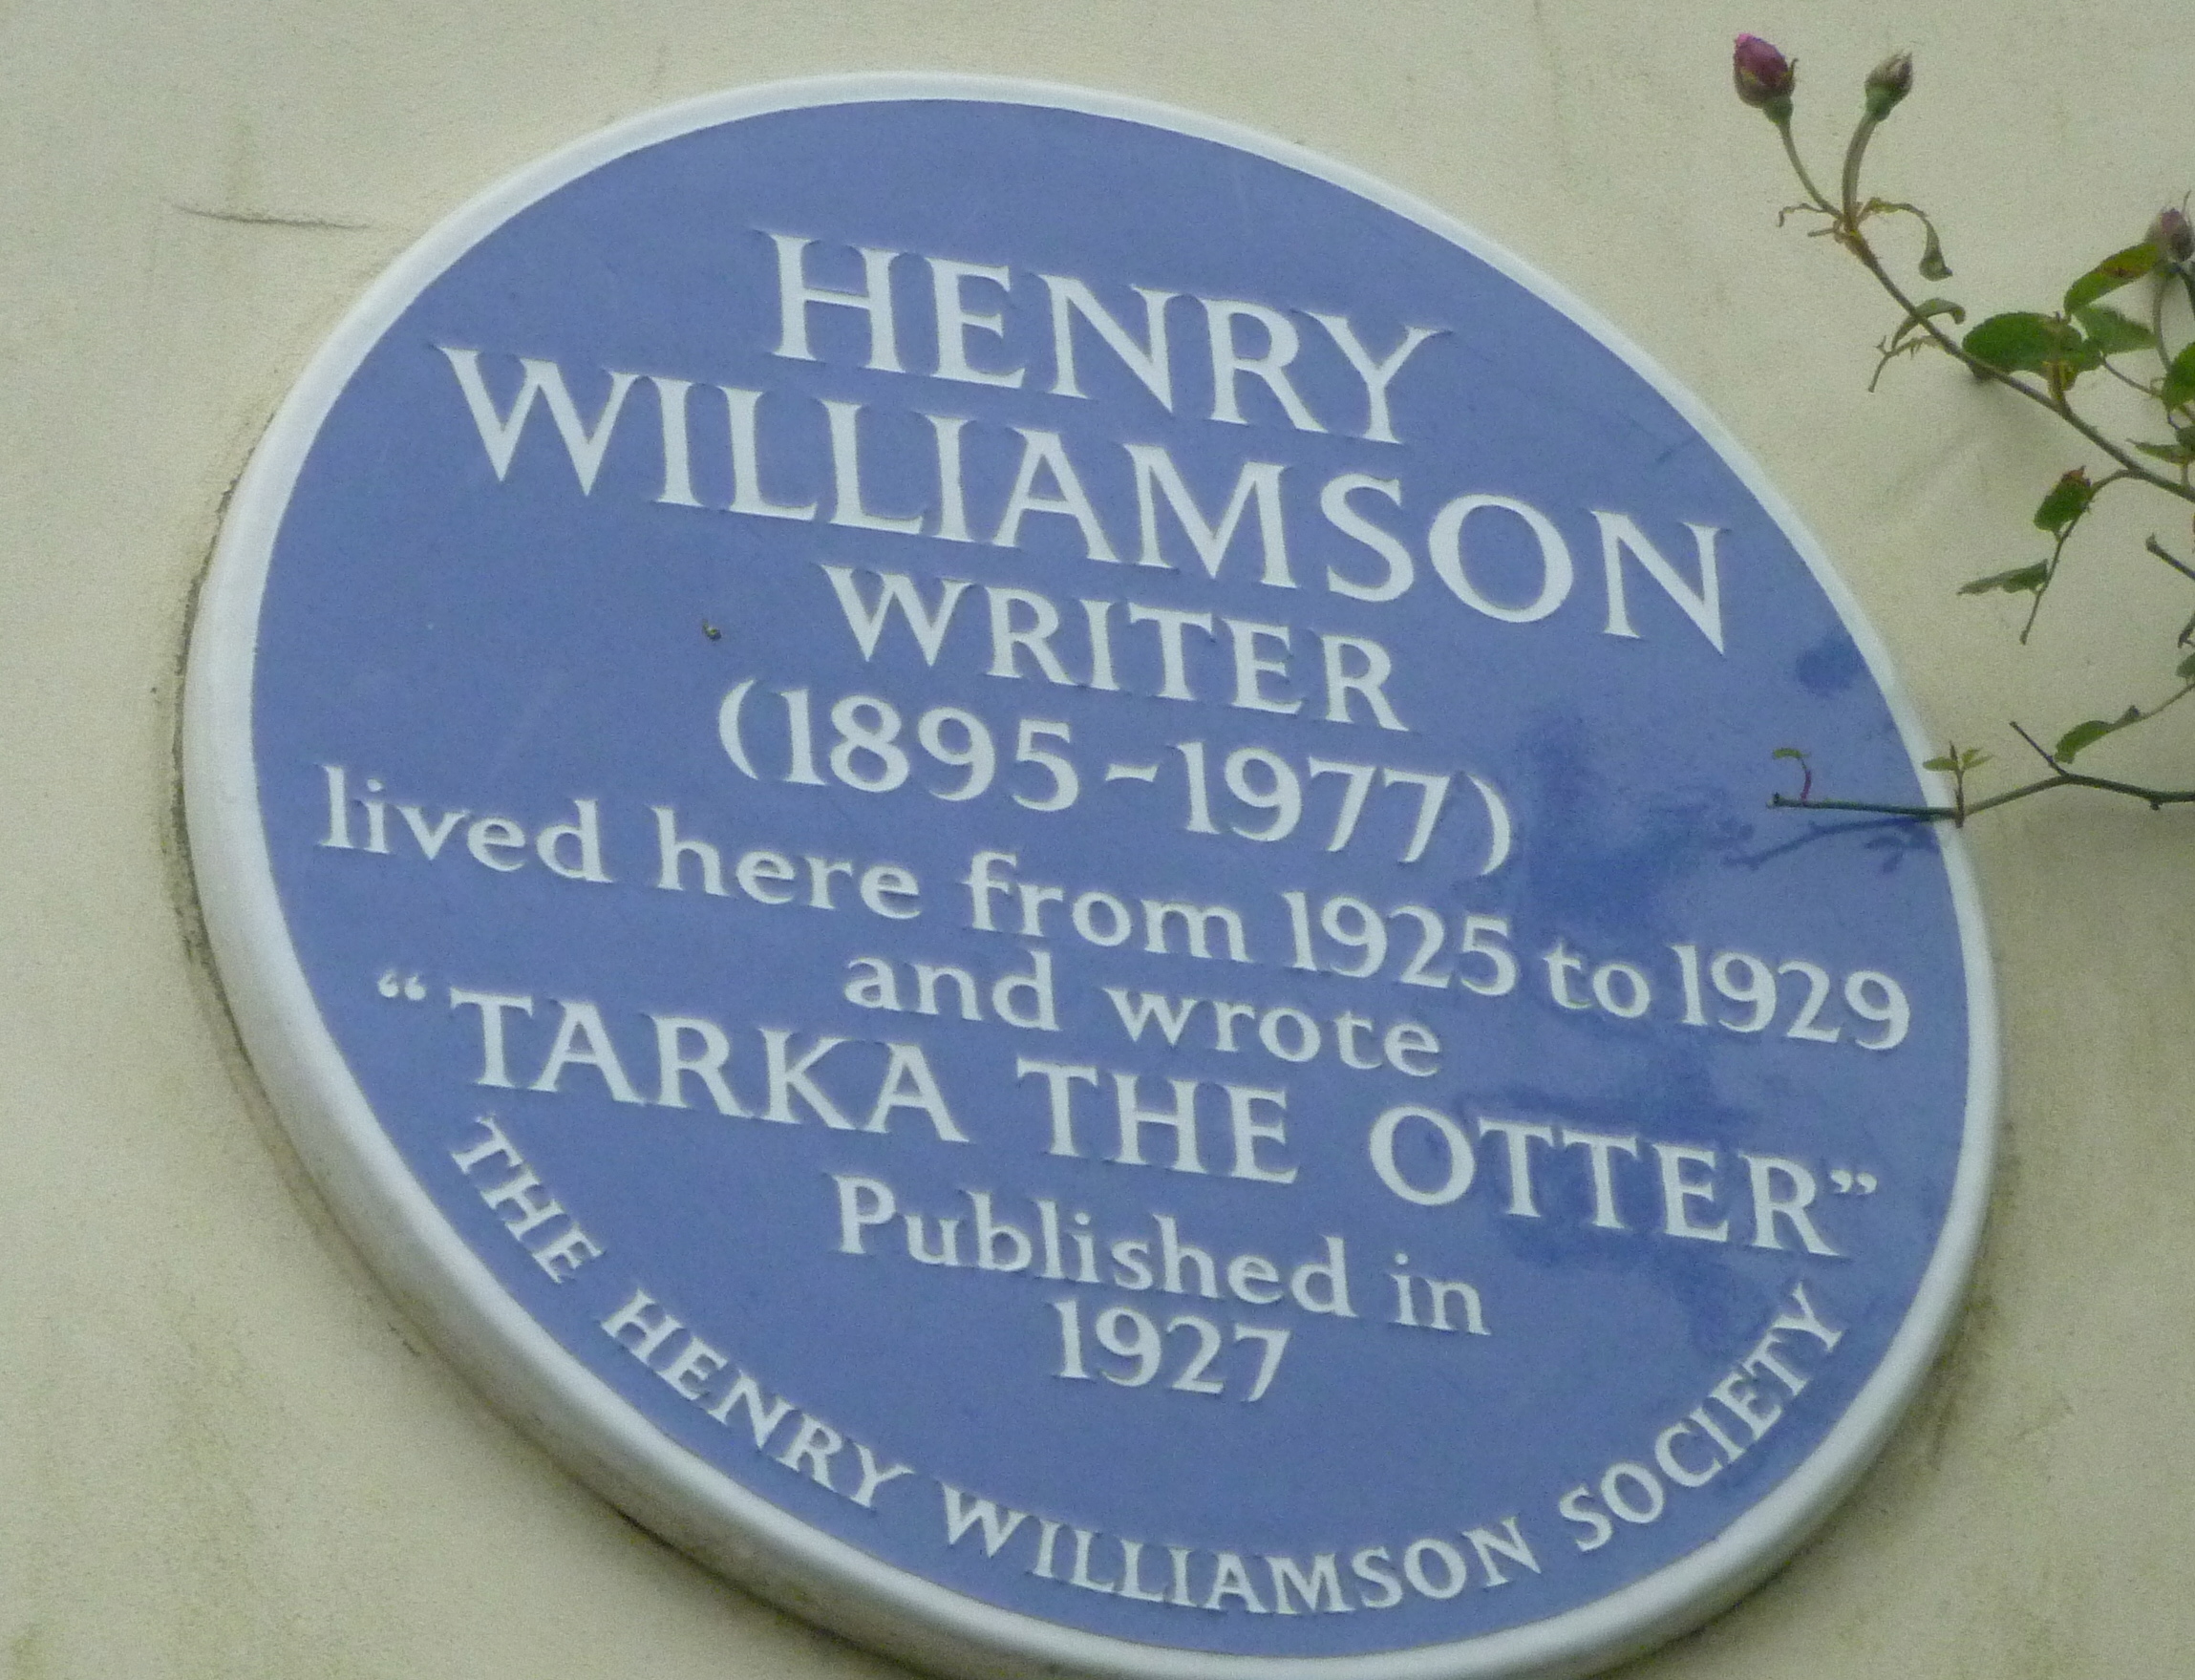 HENRY
WILLIAMSON
WRITER
(1895-1977)
lived here from 1925 to 1929
and wrote
“TARKA THE OTTER”
Published in
1927
THE HENRY WILLIAMSON SOCIETY